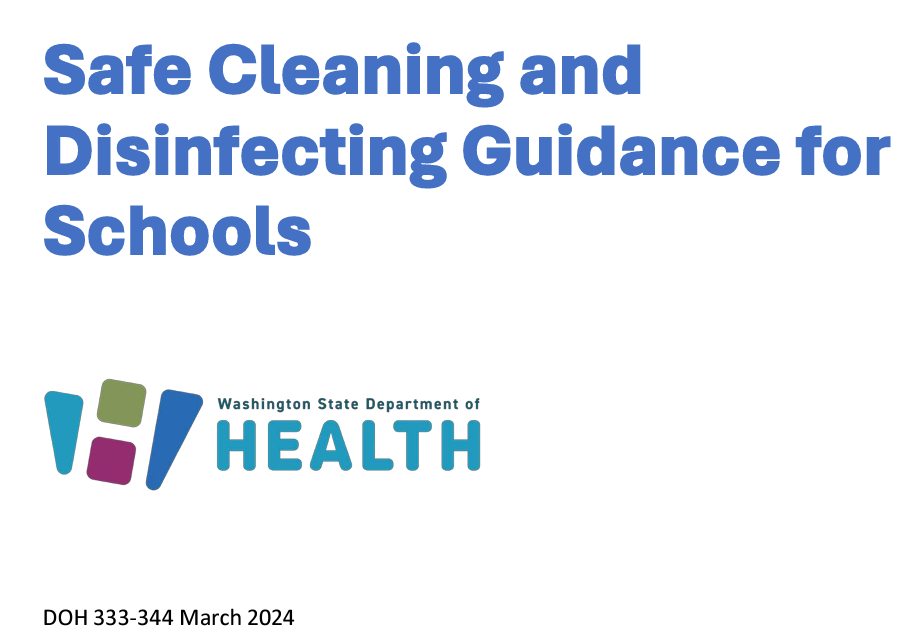 Safe Cleaning and
Disinfecting Guidance for
Schools
Washington State Department of
HEALTH
DOH 333-344 March 2024